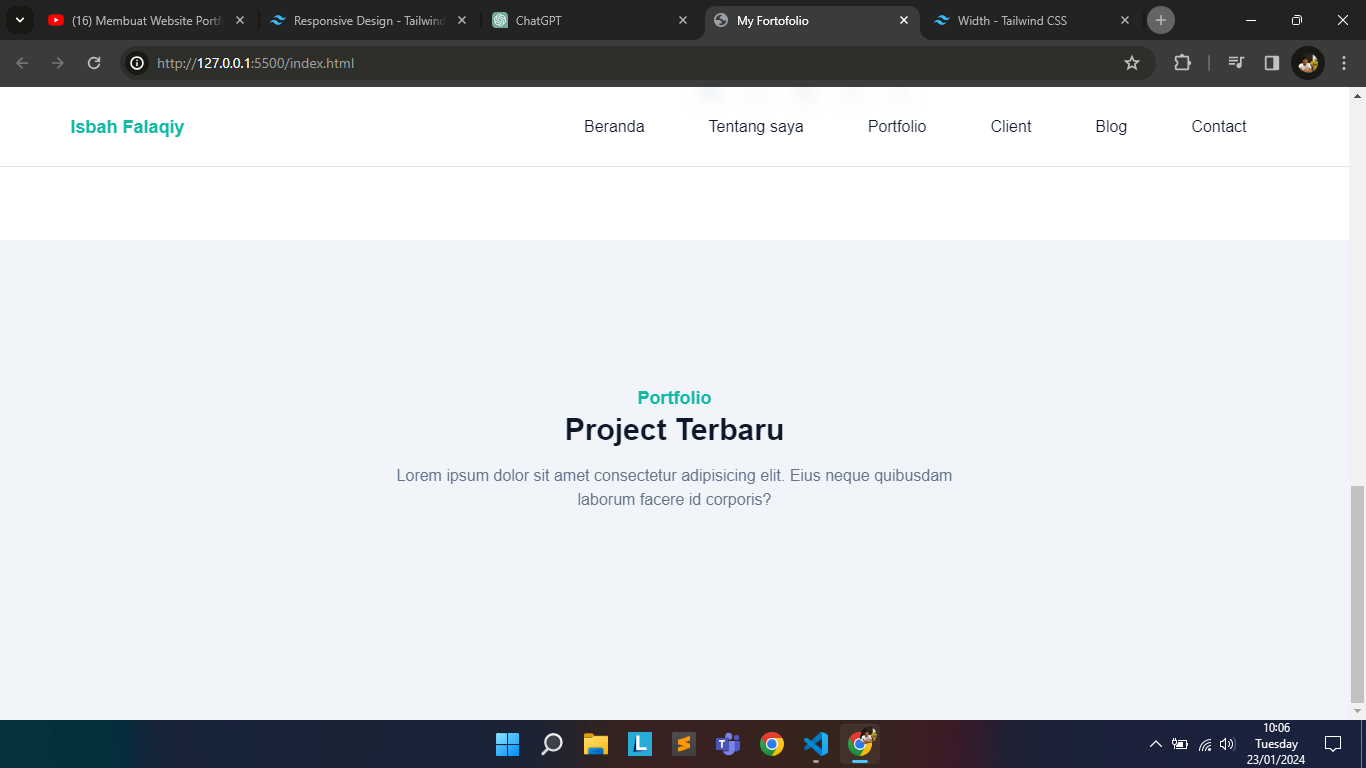 (16) Membuat Website Portf
Responsive Design - Tailwind
ChatGPT
My Fortofolio
Width - Tailwind CSS
http://127.0.0.1:5500/index.html
Isbah Falaqiy
Beranda
Tentang saya
Portfolio
Client
Blog
Contact
Portfolio
Project Terbaru
Lorem ipsum dolor sit amet consectetur adipisicing elit. Eius neque quibusdam
laborum facere id corporis?
10:06
Tuesday
23/01/2024